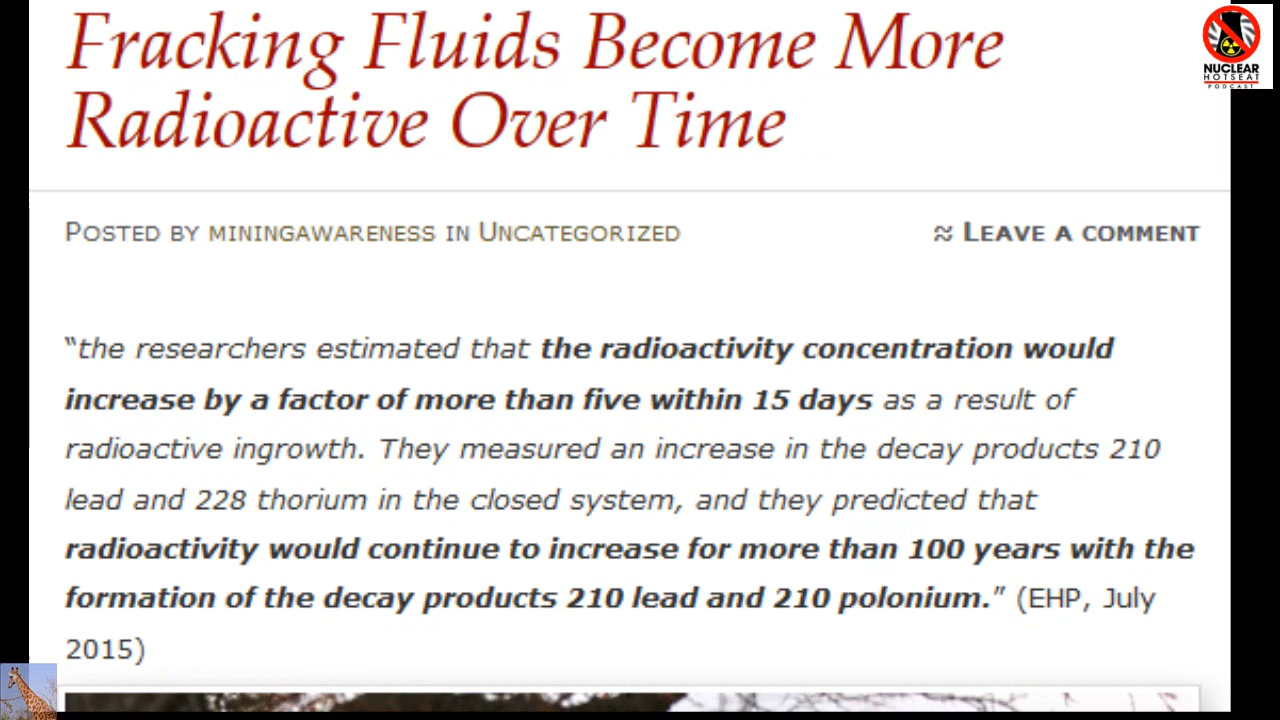 Fracking Fluids Become More
Radioactive Over Time
NUCLEAR
HOTSEAT
PODCAST
POSTED BY MININGAWARENESS IN UNCATEGORIZED
≈ LEAVE A COMMENT
“the researchers estimated that the radioactivity concentration would
increase by a factor of more than five within 15 days as a result of
radioactive ingrowth. They measured an increase in the decay products 210
lead and 228 thorium in the closed system, and they predicted that
radioactivity would continue to increase for more than 100 years with the
formation of the decay products 210 lead and 210 polonium.” (EHP, July
2015)